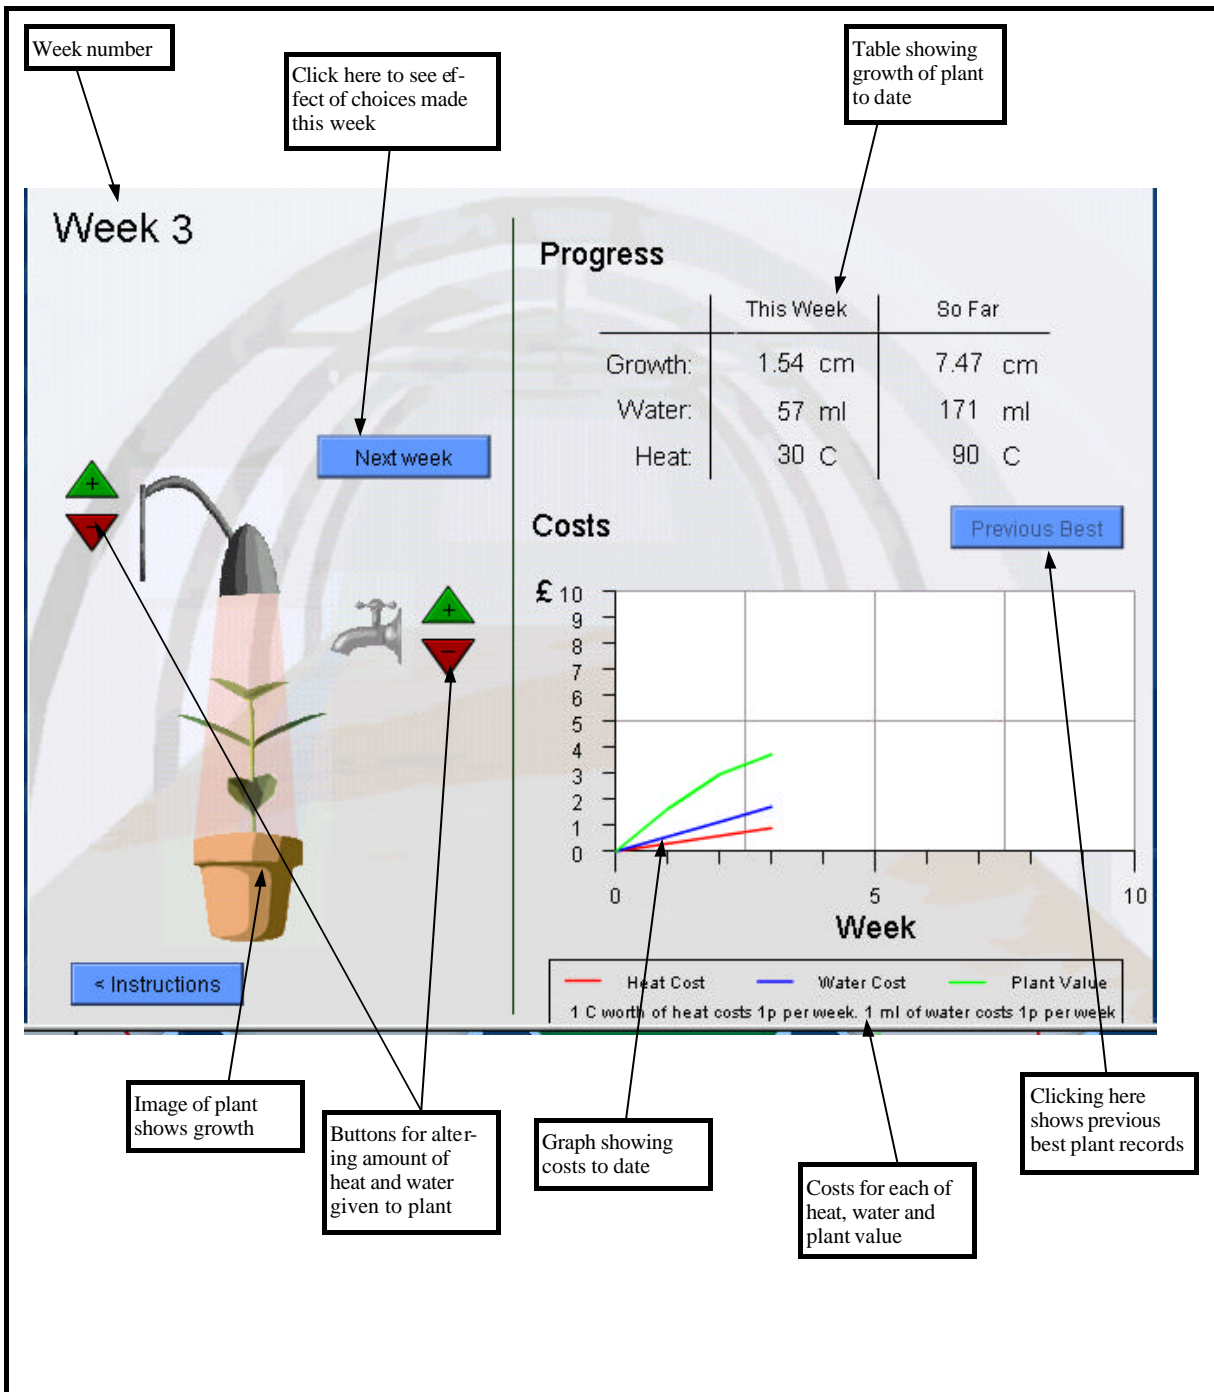 Week number
Click here to see ef-
fect of choices made
this week
Table showing
growth of plant
to date
Week 3
Progress
This Week So Far
Growth: 1.54 cm 7.47 cm
Water: 57 ml 171 ml
Heat: 30 C 90 C
Next week
+
−
Costs
Previous Best
+
−
£ 10
9
8
7
6
5
4
3
2
1
0
0 5 10
Week
Heat Cost Water Cost Plant Value
1 C worth of heat costs 1p per week. 1 ml of water costs 1p per week
< Instructions
Image of plant
shows growth
Buttons for alter-
ing amount of
heat and water
given to plant
Graph showing
costs to date
Costs for each of
heat, water and
plant value
Clicking here
shows previous
best plant records